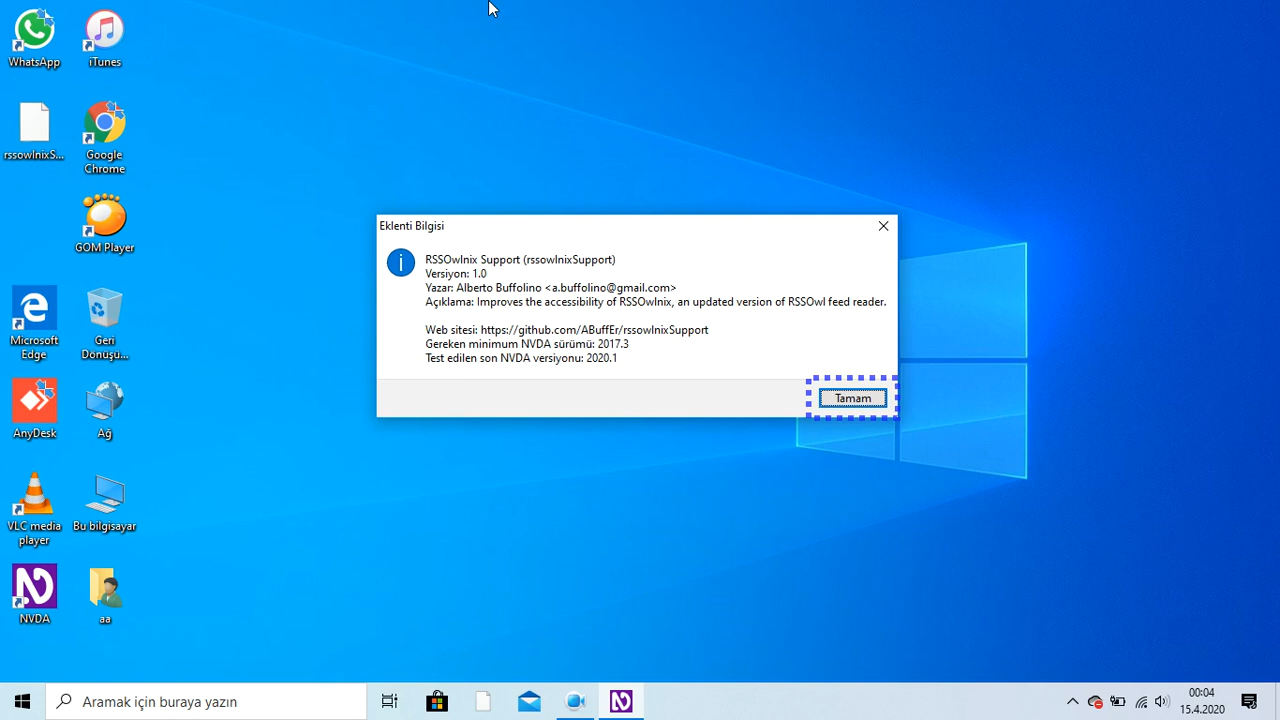 WhatsApp
iTunes
rssowlnixS...
Google
Chrome
GOM Player
Microsoft
Edge
Geri
Dönüşü...
AnyDesk
Ağ
VLC media
player
Bu bilgisayar
NVDA
aa
Eklenti Bilgisi
RSSOwlnix Support (rssowlnixSupport)
Versiyon: 1.0
Yazar: Alberto Buffolino <a.buffolino@gmail.com>
Açıklama: Improves the accessibility of RSSOwlnix, an updated version of RSSOwl feed reader.
Web sitesi: https://github.com/ABuffEr/rssowlnixSupport
Gereken minimum NVDA sürümü: 2017.3
Test edilen son NVDA versiyonu: 2020.1
Tamam
Aramak için buraya yazın
00:04
15.4.2020